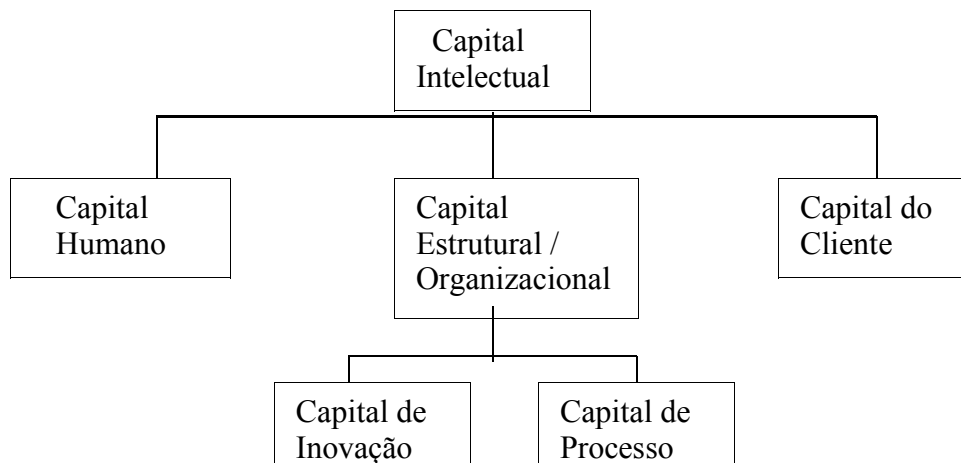 Capital
Intelectual
Capital
Humano
Capital
Estrutural /
Organizacional
Capital do
Cliente
Capital de
Inovação
Capital de
Processo